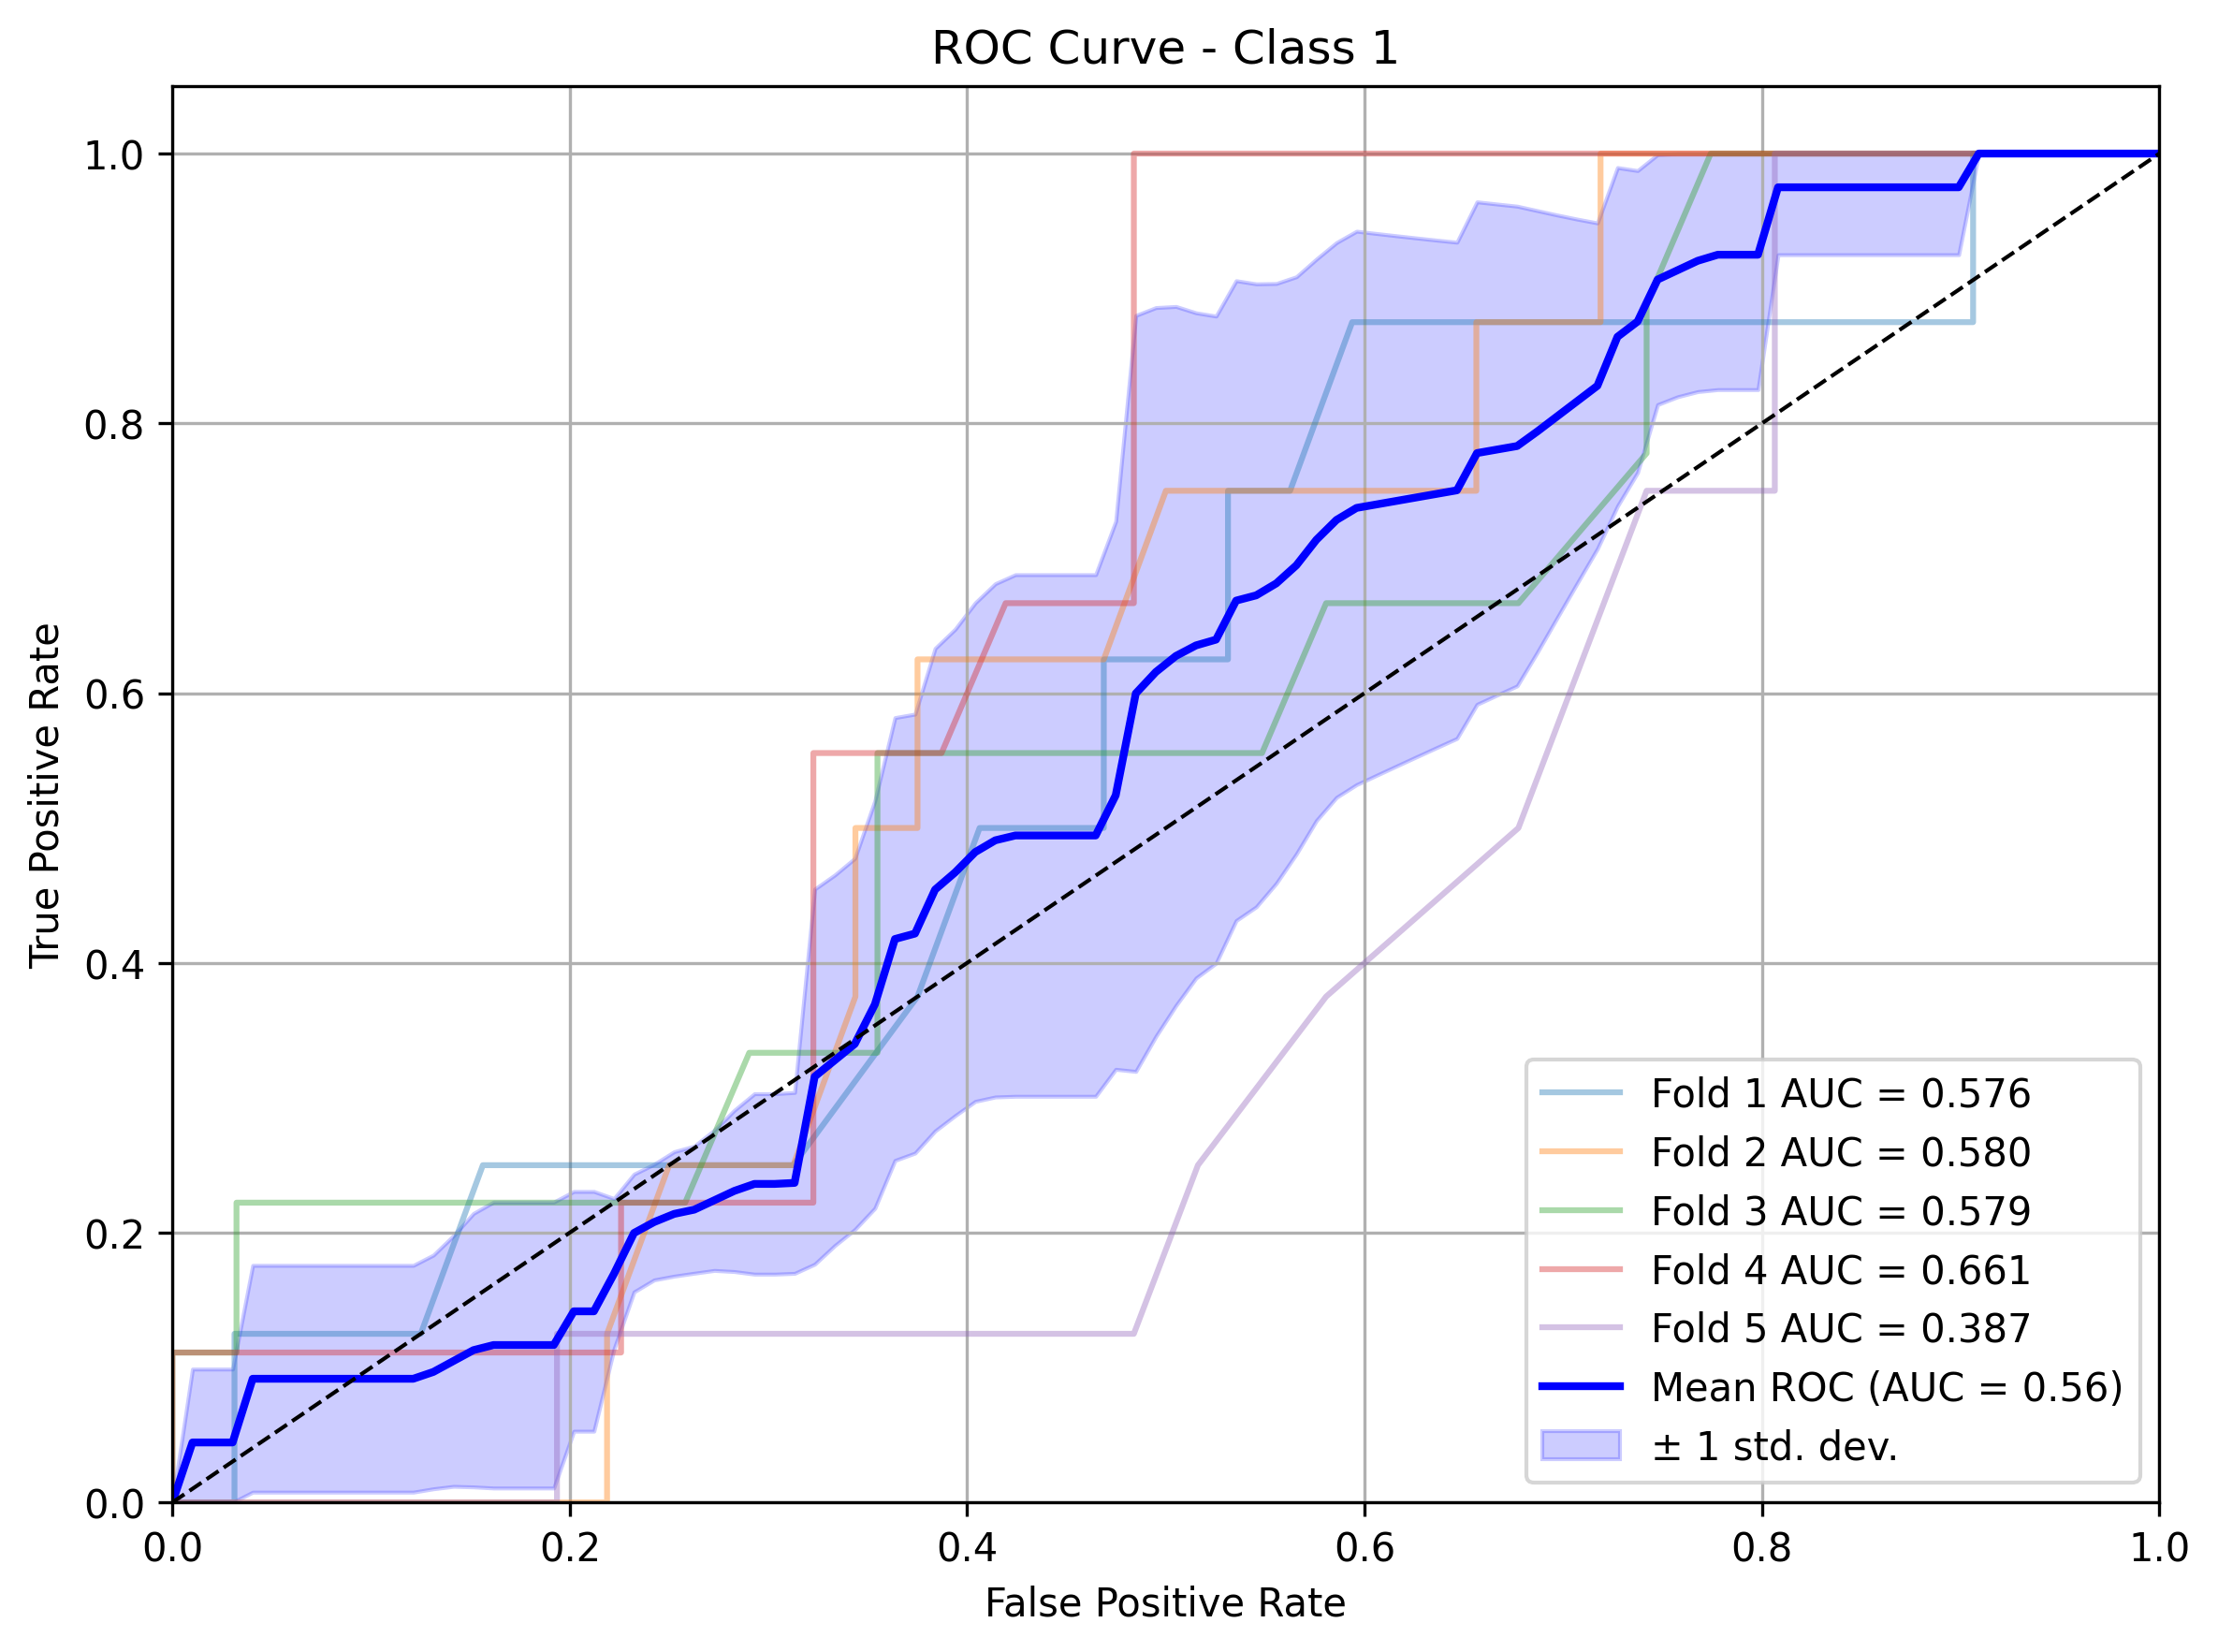 ROC Curve - Class 1
1.0
0.8
0.6
0.4
0.2
0.0
True Positive Rate
0.0 0.2 0.4 0.6 0.8 1.0
False Positive Rate
Fold 1 AUC = 0.576
Fold 2 AUC = 0.580
Fold 3 AUC = 0.579
Fold 4 AUC = 0.661
Fold 5 AUC = 0.387
Mean ROC (AUC = 0.56)
± 1 std. dev.